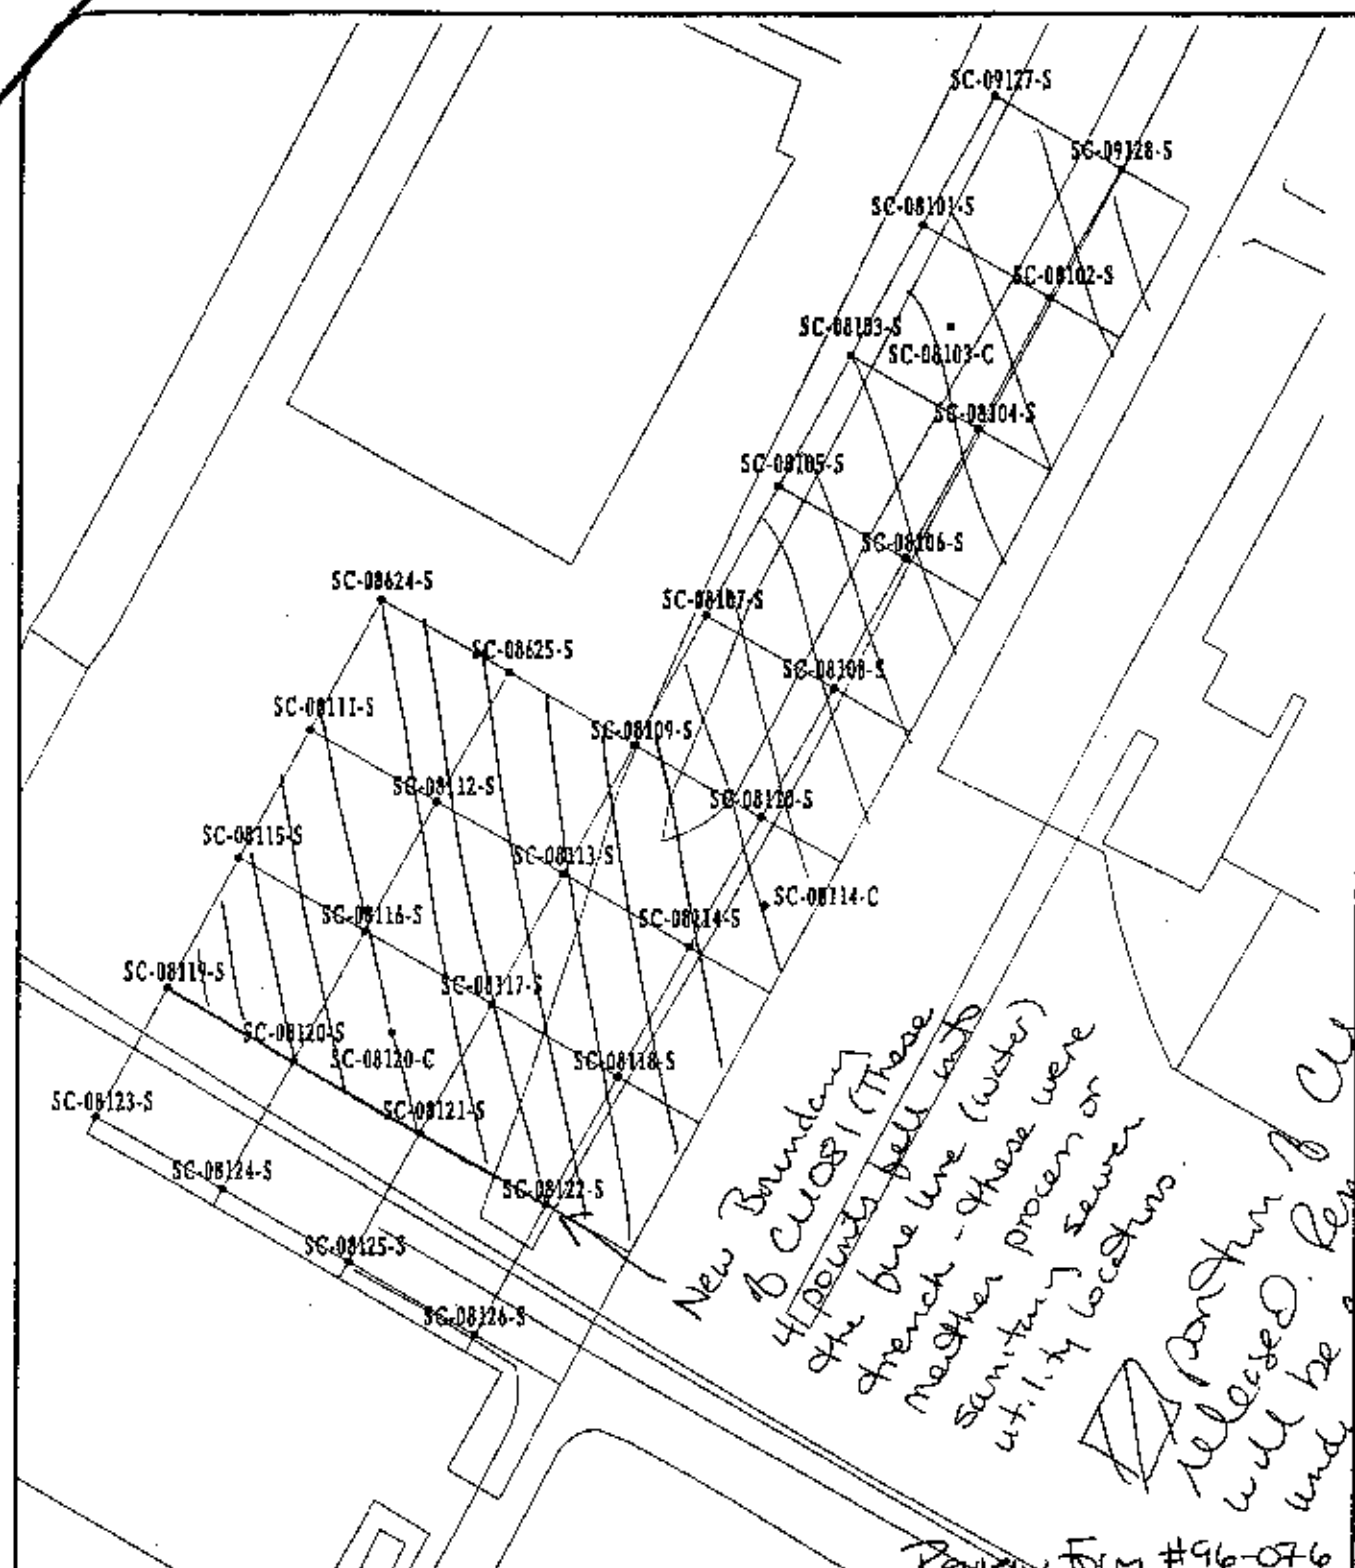 SC-09127-S
SC-09128-S
SC-08101-S
SC-08102-S
SC-08103-S
SC-08103-C
SC-08104-S
SC-08105-S
SC-08106-S
SC-08624-S
SC-08107-S
SC-08625-S
SC-08108-S
SC-08111-S
SC-08109-S
SC-08112-S
SC-08110-S
SC-08115-S
SC-08113-S
SC-08114-C
SC-08116-S
SC-08114-S
SC-08119-S
SC-08117-S
SC-08120-S
SC-08120-C
SC-08118-S
SC-08123-S
SC-08121-S
SC-08124-S
SC-08122-S
SC-08125-S
SC-08126-S
New Boundary
of CU081 (These
4 points fell into
the fire line (water)
trench - these were
neither process or
sanitary sewer
utility locations.
portion of CU
released.
will be
#96-076